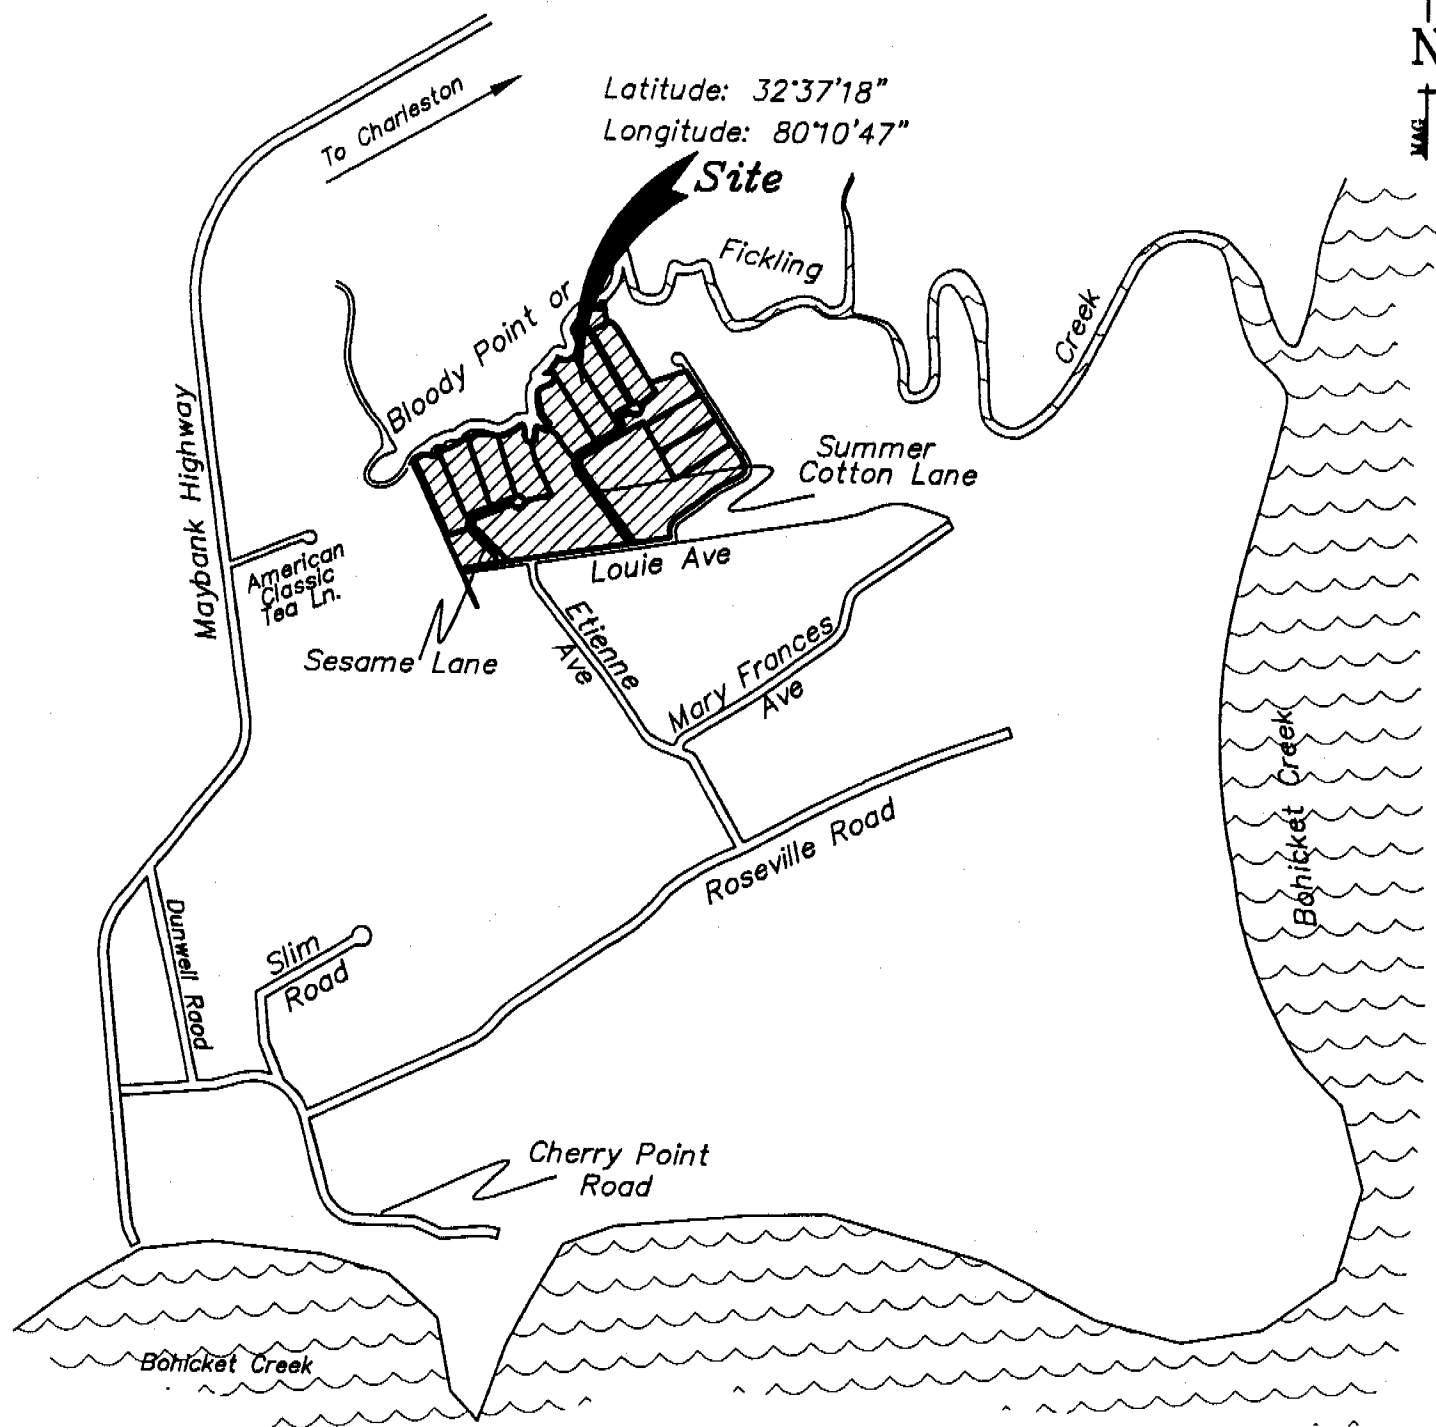 N
MAG
Latitude: 32°37'18"
Longitude: 80°10'47"
Site
To Charleston
Fickling
Creek
Bloody Point or
Maybank Highway
Summer
Cotton Lane
American
Classic
Tea Ln.
Louie Ave
Sesame Lane
Etienne
Ave
Mary Frances
Ave
Bohicket Creek
Roseville Road
Dunwell Road
Slim
Road
Cherry Point
Road
Bohicket Creek